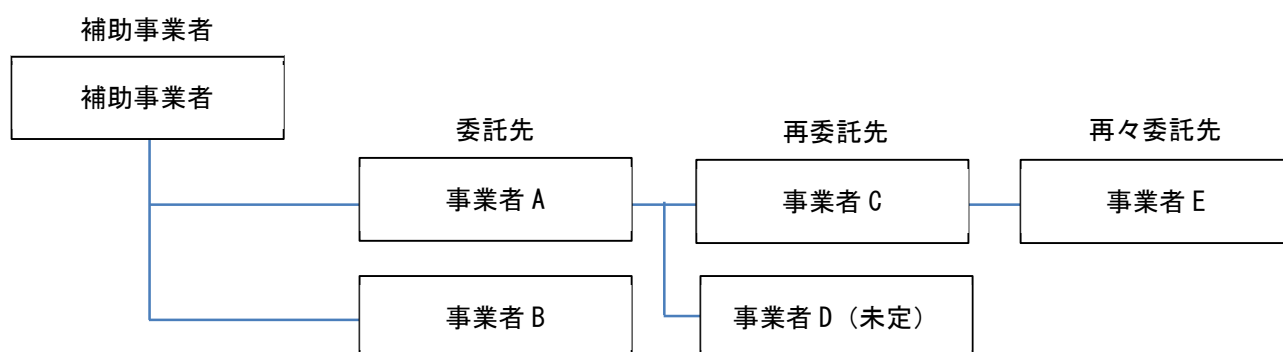 補助事業者
補助事業者
委託先
再委託先
再々委託先
事業者 A
事業者 C
事業者 E
事業者 B
事業者 D（未定）